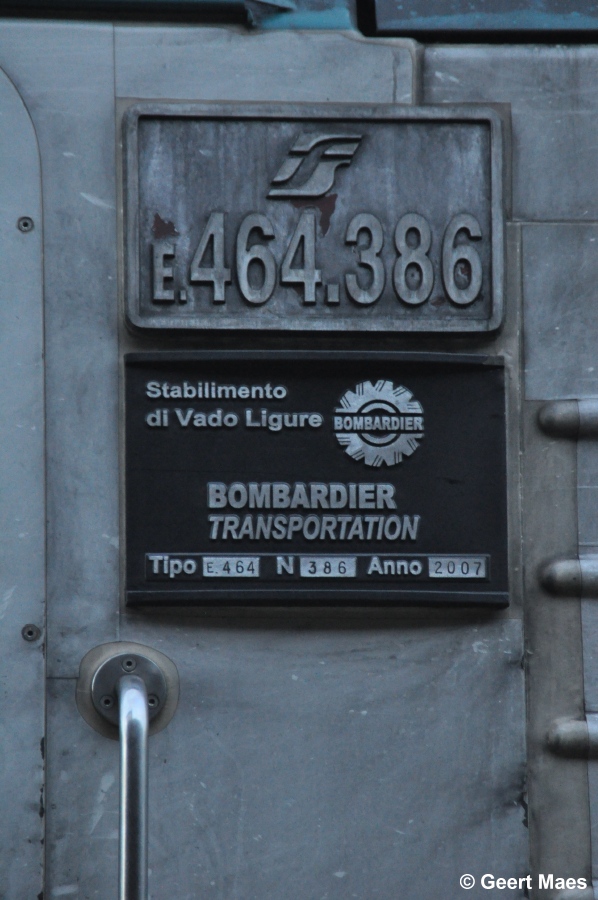 E.464.386
Stabilimento
di Vado Ligure
BOMBARDIER
BOMBARDIER
TRANSPORTATION
Tipo E.464 N 386 Anno 2007
© Geert Maes